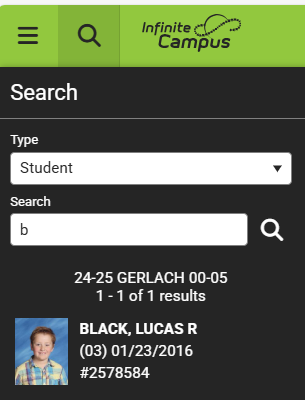 Infinite
Campus
Search
Type
Student
Search
b
24-25 GERLACH 00-05
1 - 1 of 1 results
BLACK, LUCAS R
(03) 01/23/2016
#2578584